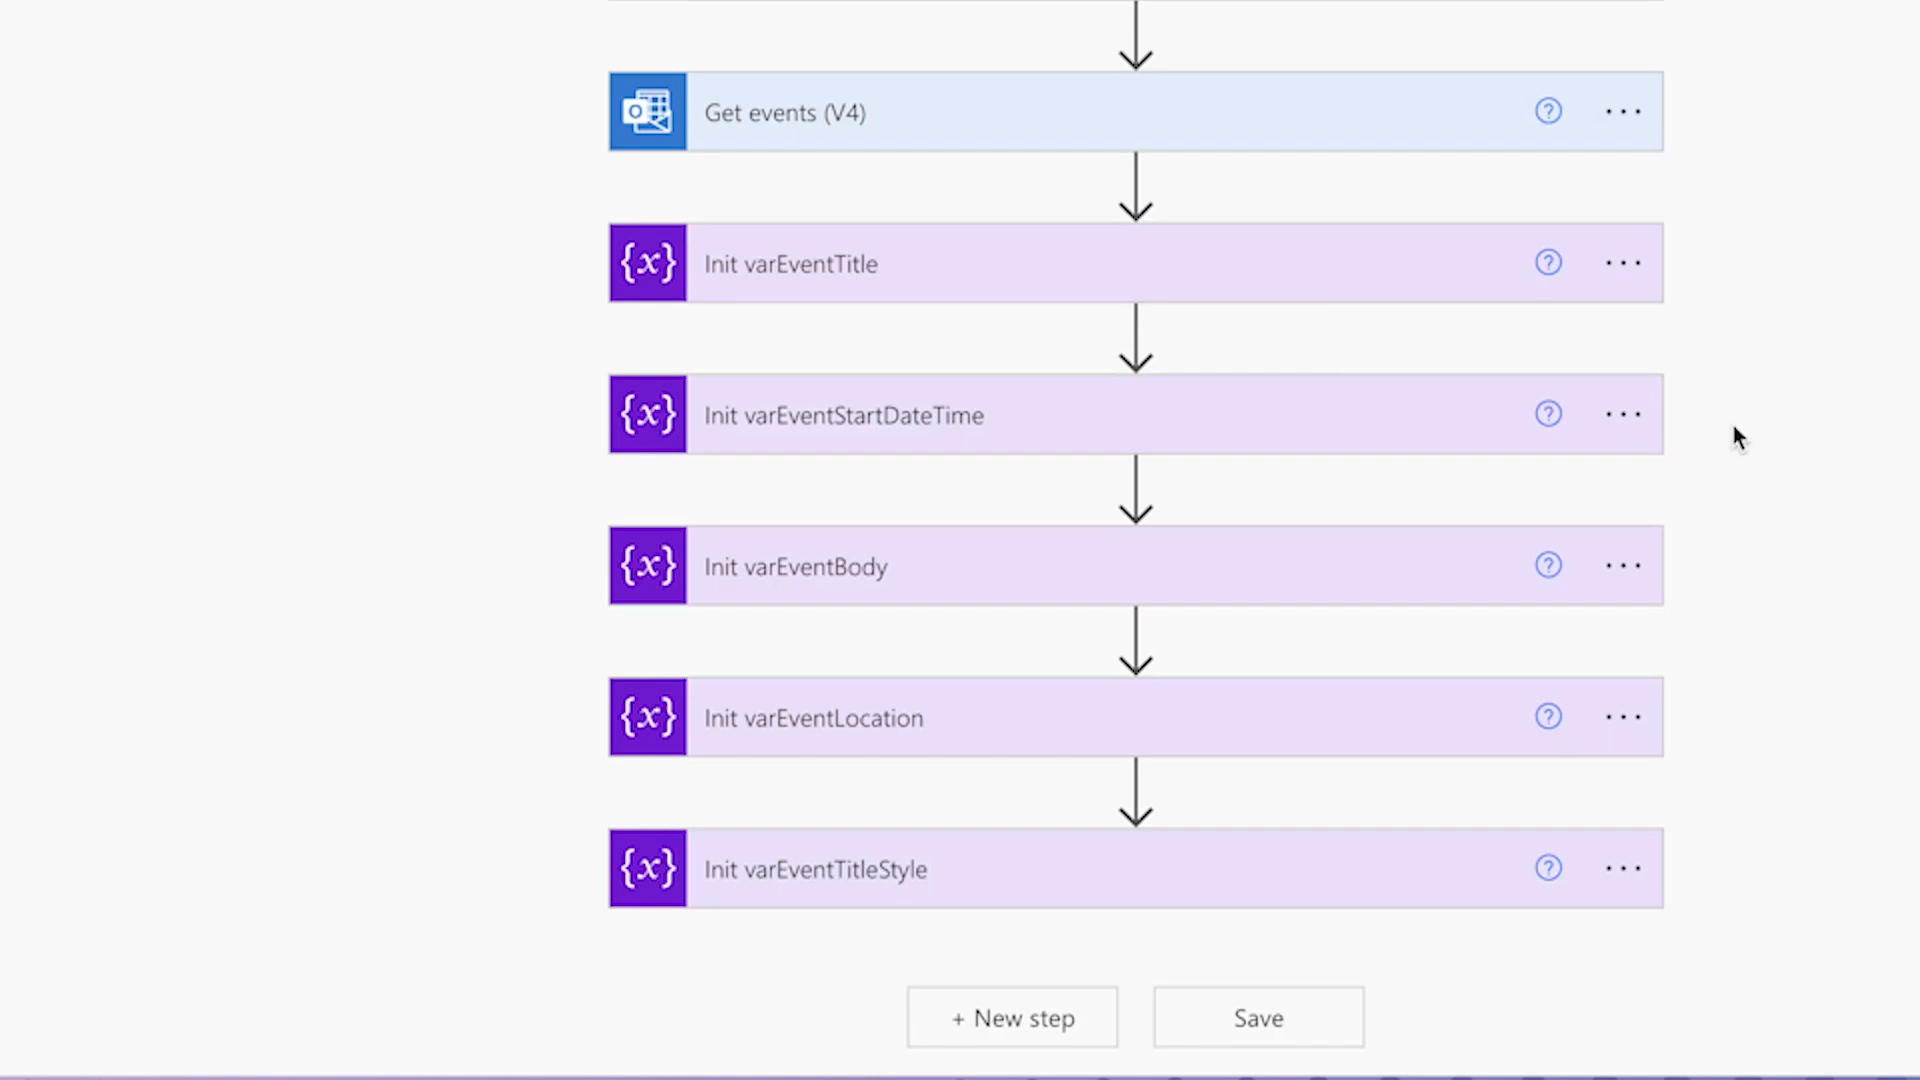 Get events (V4)
Init varEventTitle
Init varEventStartDateTime
Init varEventBody
Init varEventLocation
Init varEventTitleStyle
+ New step
Save